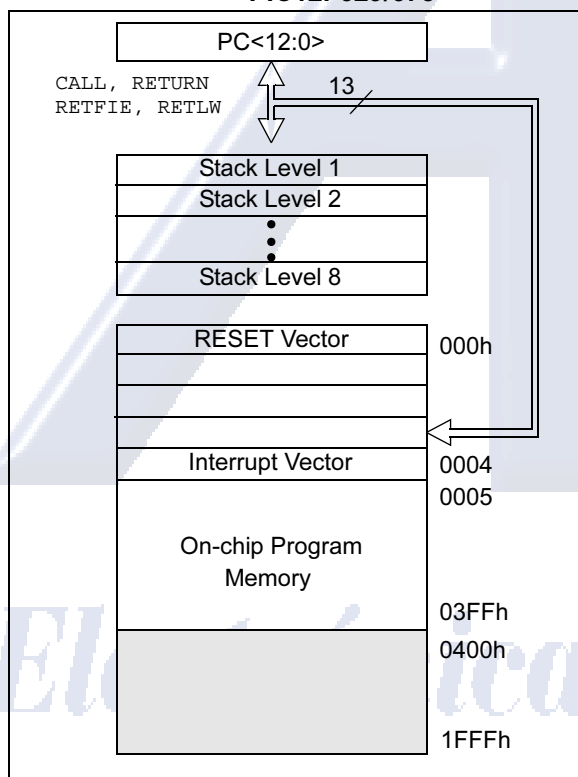 PC<12:0>
CALL, RETURN
RETFIE, RETLW
13
Stack Level 1
Stack Level 2
Stack Level 8
RESET Vector
000h
Interrupt Vector
0004
0005
On-chip Program
Memory
03FFh
0400h
1FFFh